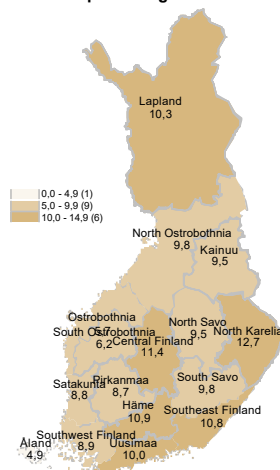 Lapland
10,3
0,0 - 4,9 (1)
5,0 - 9,9 (9)
10,0 - 14,9 (6)
North Ostrobothnia
9,8
Kainuu
9,5
Ostrobothnia
5,7
South Ostrobothnia
6,2
Central Finland
11,4
North Savo
9,5
North Karelia
12,7
Pirkanmaa
8,7
Satakunta
8,8
South Savo
9,8
Häme
10,9
Southeast Finland
10,8
Southwest Finland
8,9
Uusimaa
10,0
Åland
4,9